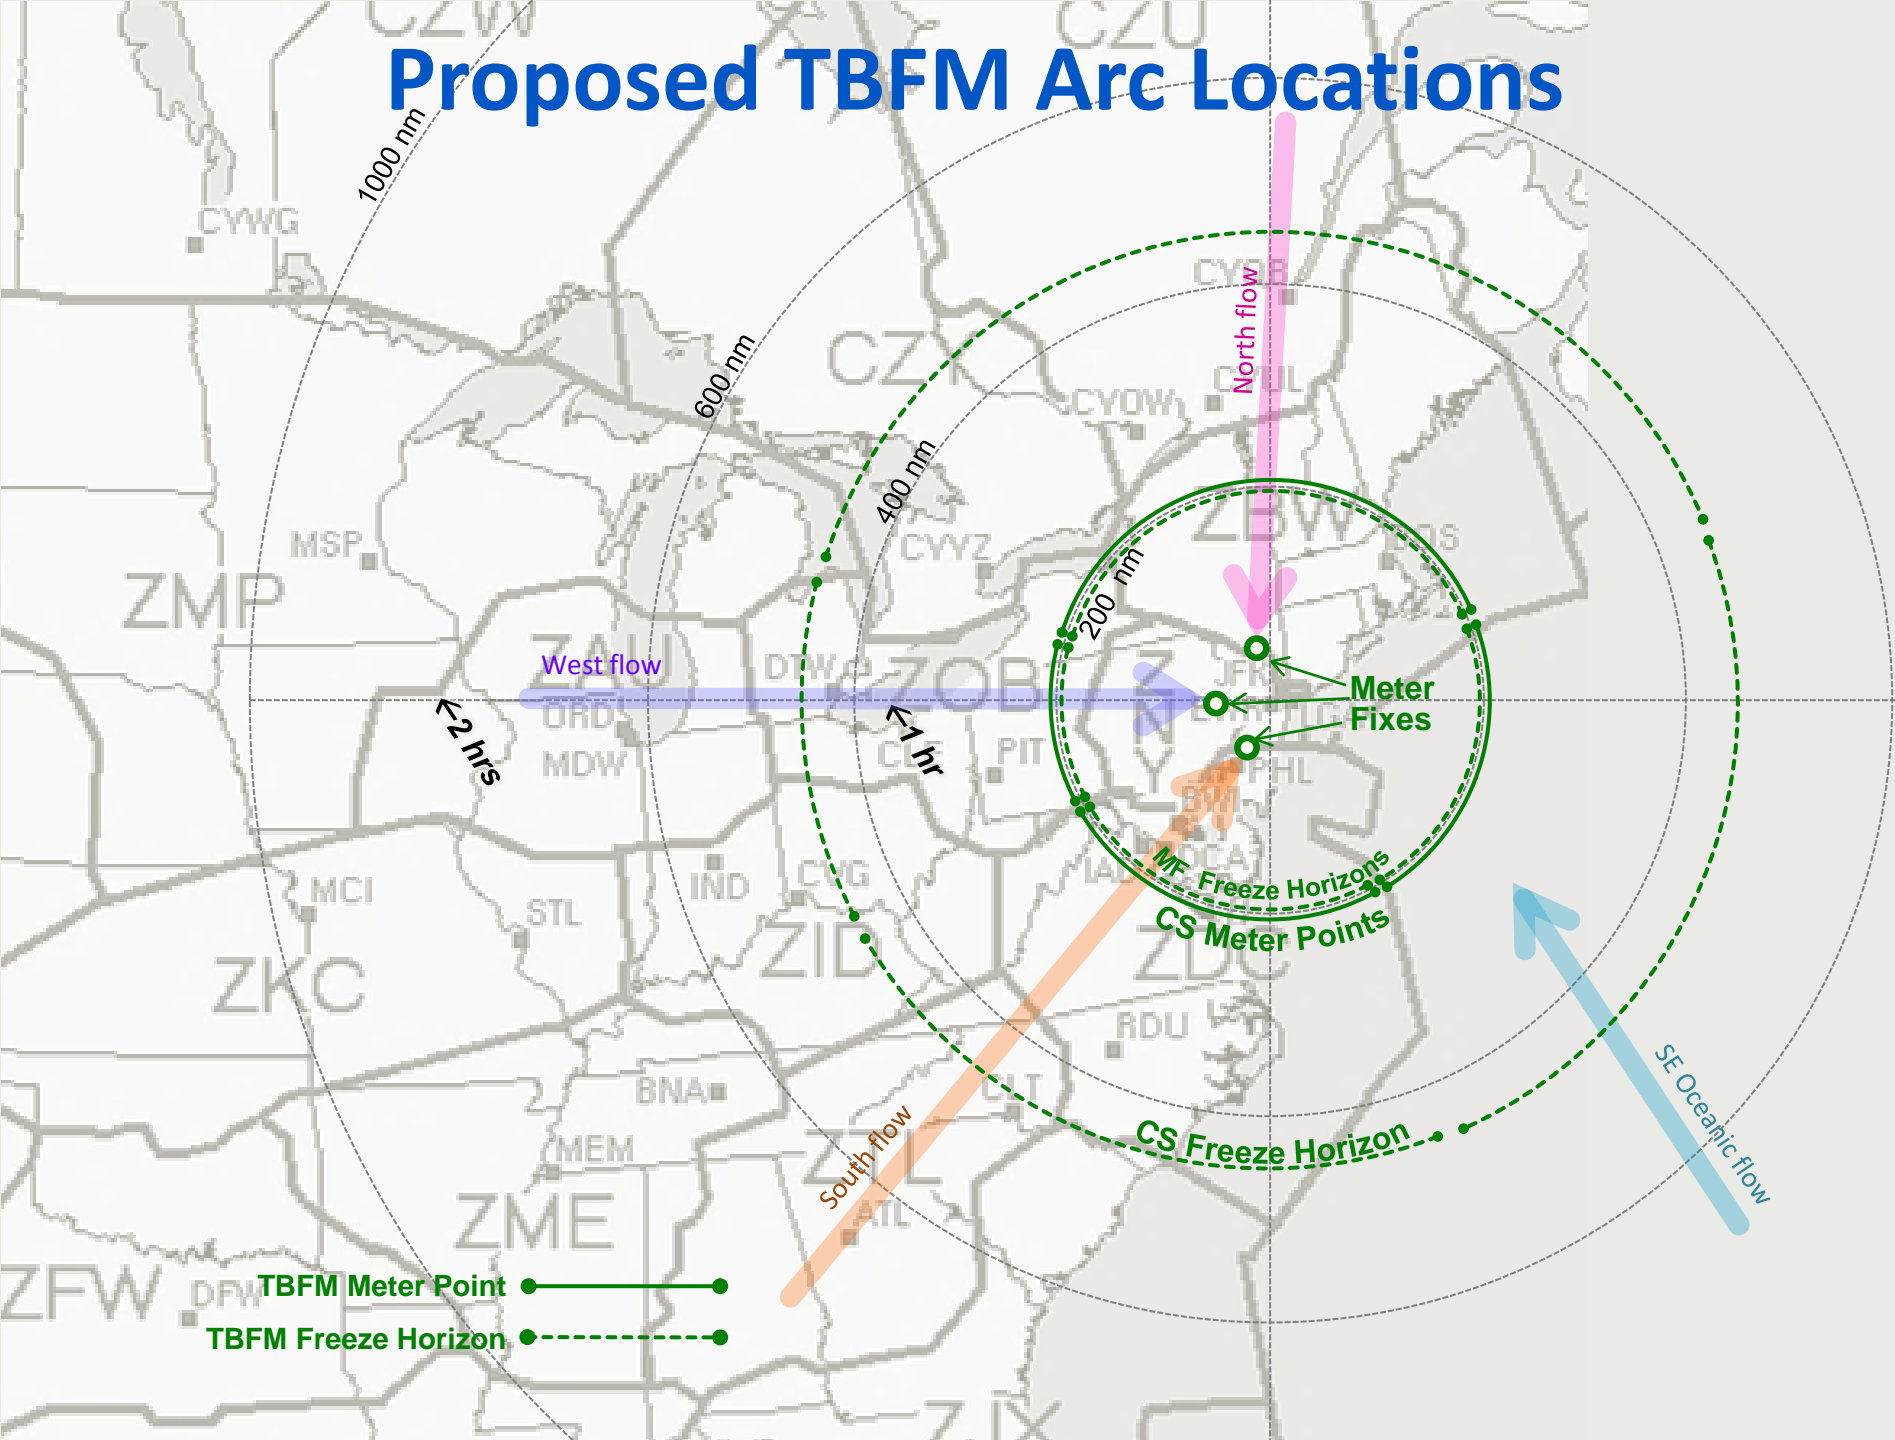 Proposed TBFM Arc Locations
CZW
CZU
1000 nm
CYWG
North flow
600 nm
CYOW
400 nm
MSP
CYYZ
ZBW
BOS
200 nm
ZMP
ZAU
West flow
DTW
ZOB
JFK
Meter
Fixes
ORD
MDW
<-2 hrs
<-1 hr
CLE
PIT
Z
N
Y
PHL
BWI
DCA
IAD
MF Freeze Horizons
CS Meter Points
MCI
IND
CVG
STL
ZID
ZDC
ZKC
RDU
SE Oceanic flow
BNA
CLT
CS Freeze Horizon
MEM
ZTL
South flow
ZME
ATL
ZFW
DFW
TBFM Meter Point
TBFM Freeze Horizon
ZJX